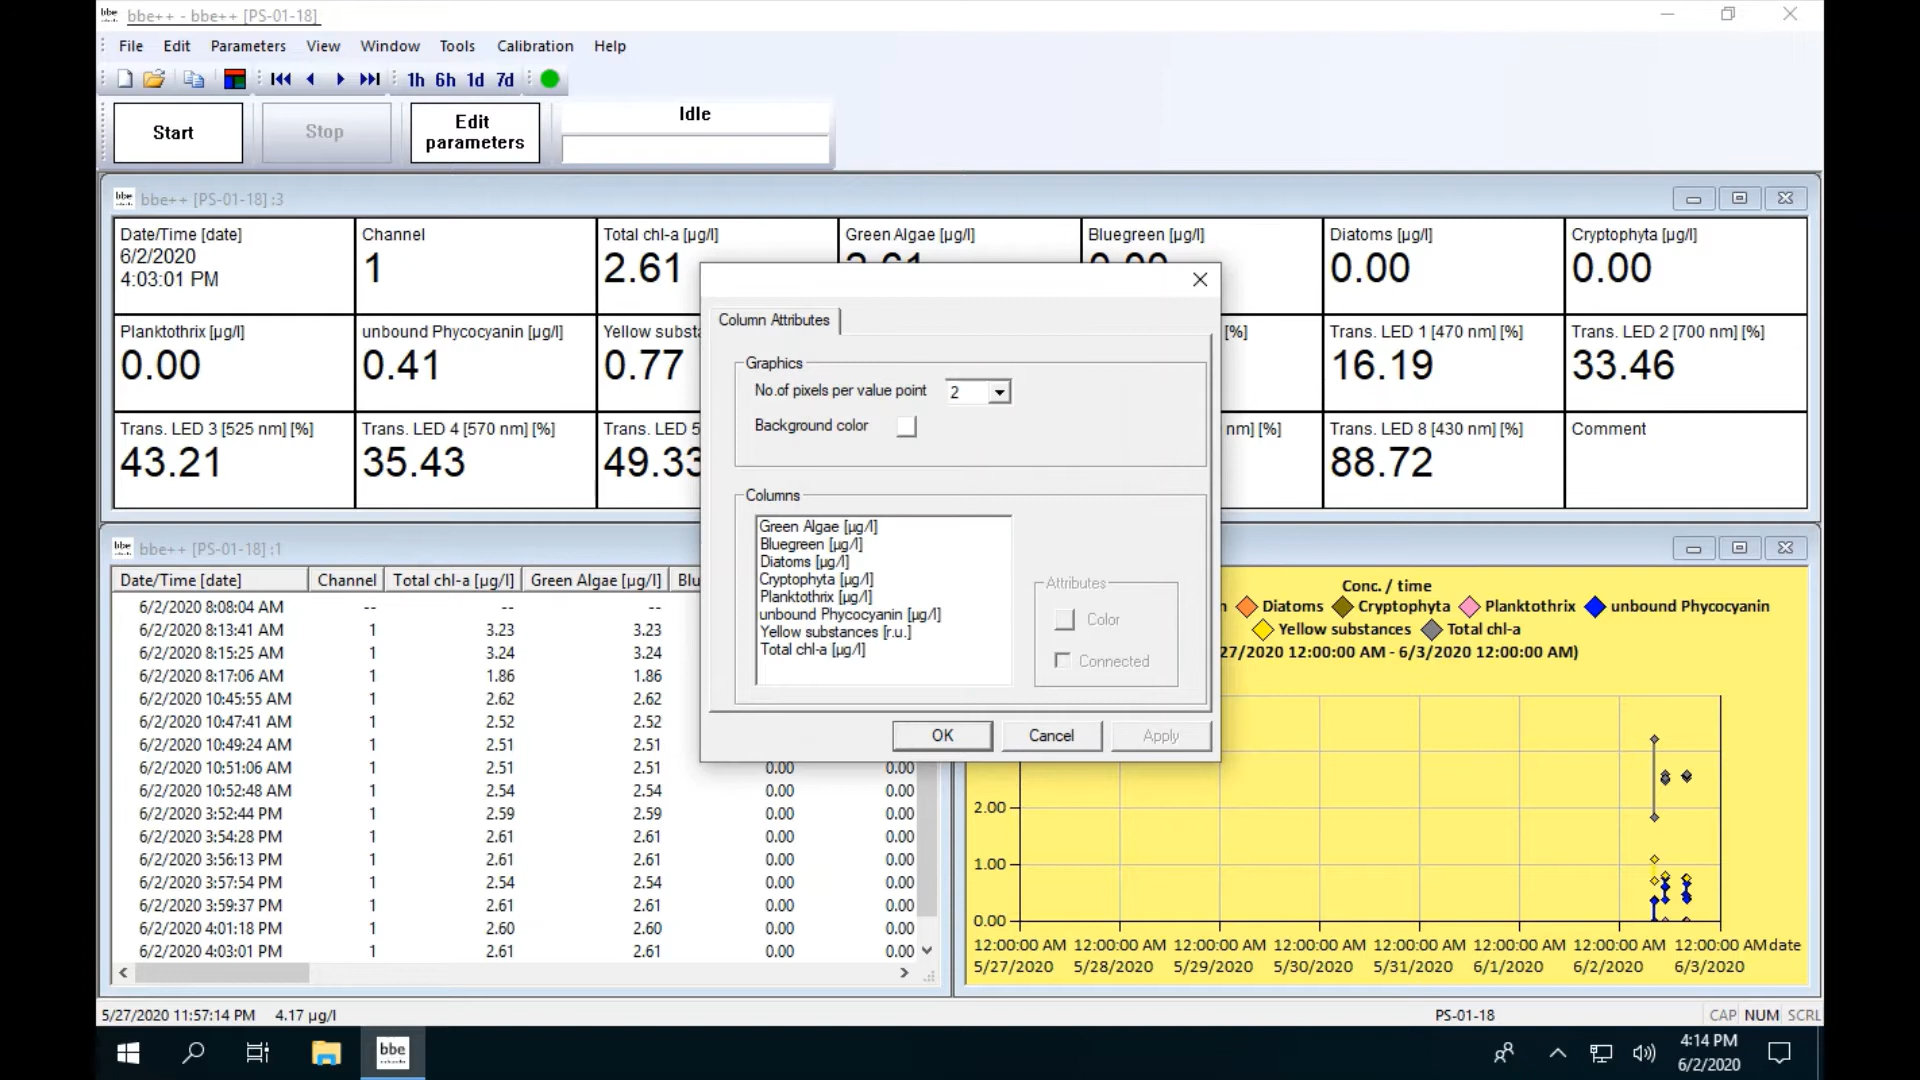 bbe++ - bbe++ [PS-01-18]
File Edit Parameters View Window Tools Calibration Help
1h 6h 1d 7d
Start
Stop
Edit parameters
Idle
bbe++ [PS-01-18] :3
Date/Time [date]
6/2/2020
4:03:01 PM
Channel
1
Total chl-a [µg/l]
2.61
Green Algae [µg/l]
Bluegreen [µg/l]
Diatoms [µg/l]
0.00
Cryptophyta [µg/l]
0.00
Planktothrix [µg/l]
0.00
unbound Phycocyanin [µg/l]
0.41
Yellow
0.77
[%]
Trans. LED 1 [470 nm] [%]
16.19
Trans. LED 2 [700 nm] [%]
33.46
Trans. LED 3 [525 nm] [%]
43.21
Trans. LED 4 [570 nm] [%]
35.43
Trans. LED 5
49.33
nm] [%]
Trans. LED 8 [430 nm] [%]
88.72
Comment
Column Attributes
Graphics
No.of pixels per value point 2
Background color
Columns
Green Algae [µg/l]
Bluegreen [µg/l]
Diatoms [µg/l]
Cryptophyta [µg/l]
Planktothrix [µg/l]
unbound Phycocyanin [µg/l]
Yellow substances [r.u.]
Total chl-a [µg/l]
Attributes
Color
Connected
OK Cancel Apply
bbe++ [PS-01-18] :1
Date/Time [date] Channel Total chl-a [µg/l] Green Algae [µg/l] Blu
6/2/2020 8:08:04 AM -- -- --
6/2/2020 8:13:41 AM 1 3.23 3.23
6/2/2020 8:15:25 AM 1 3.24 3.24
6/2/2020 8:17:06 AM 1 1.86 1.86
6/2/2020 10:45:55 AM 1 2.62 2.62
6/2/2020 10:47:41 AM 1 2.52 2.52
6/2/2020 10:49:24 AM 1 2.51 2.51
6/2/2020 10:51:06 AM 1 2.51 2.51 0.00 0.00
6/2/2020 10:52:48 AM 1 2.54 2.54 0.00 0.00
6/2/2020 3:52:44 PM 1 2.59 2.59 0.00 0.00
6/2/2020 3:54:28 PM 1 2.61 2.61 0.00 0.00
6/2/2020 3:56:13 PM 1 2.61 2.61 0.00 0.00
6/2/2020 3:57:54 PM 1 2.54 2.54 0.00 0.00
6/2/2020 3:59:37 PM 1 2.61 2.61 0.00 0.00
6/2/2020 4:01:18 PM 1 2.60 2.60 0.00 0.00
6/2/2020 4:03:01 PM 1 2.61 2.61 0.00 0.00
Conc. / time
n Diatoms Cryptophyta Planktothrix unbound Phycocyanin
Yellow substances Total chl-a
27/2020 12:00:00 AM - 6/3/2020 12:00:00 AM)
2.00
1.00
0.00
12:00:00 AM 12:00:00 AM 12:00:00 AM 12:00:00 AM 12:00:00 AM 12:00:00 AM 12:00:00 AM 12:00:00 AM date
5/27/2020 5/28/2020 5/29/2020 5/30/2020 5/31/2020 6/1/2020 6/2/2020 6/3/2020
5/27/2020 11:57:14 PM 4.17 µg/l PS-01-18 CAP NUM SCRL
bbe
4:14 PM
6/2/2020